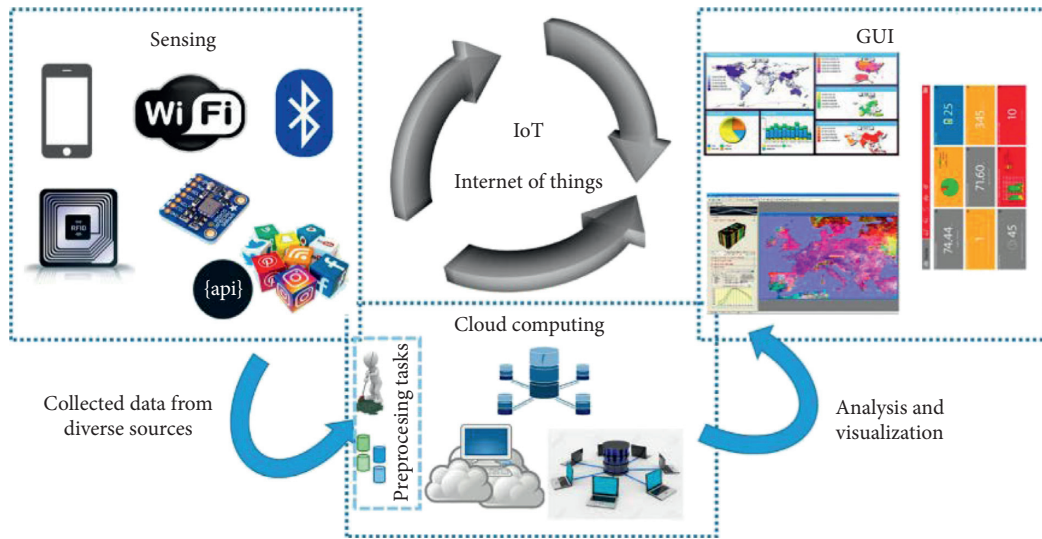 Sensing
WiFi
RFID
{api}
IoT
Internet of things
GUI
25
345
10
71.60
74.44
1
45
Cloud computing
Preprocesing tasks
Collected data from
diverse sources
Analysis and
visualization